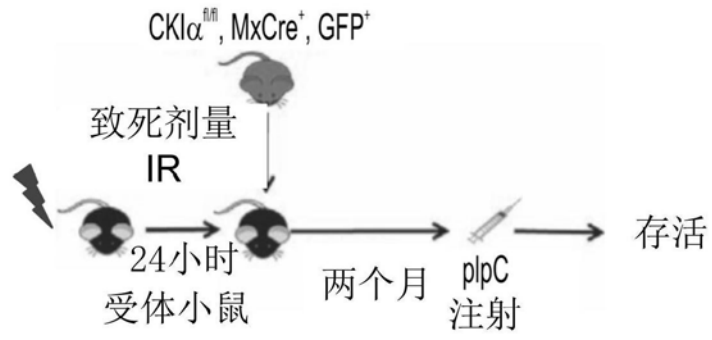 CKIα^fl/fl, MxCre⁺, GFP⁺
致死剂量
IR
24小时
受体小鼠
两个月
pIpC
注射
存活